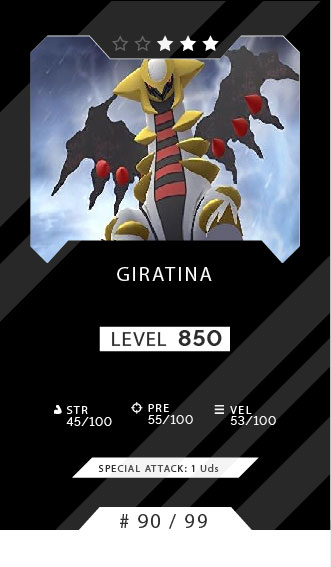 GIRATINA
LEVEL 850
STR PRE VEL
45/100 55/100 53/100
SPECIAL ATTACK: 1 Uds
# 90 / 99